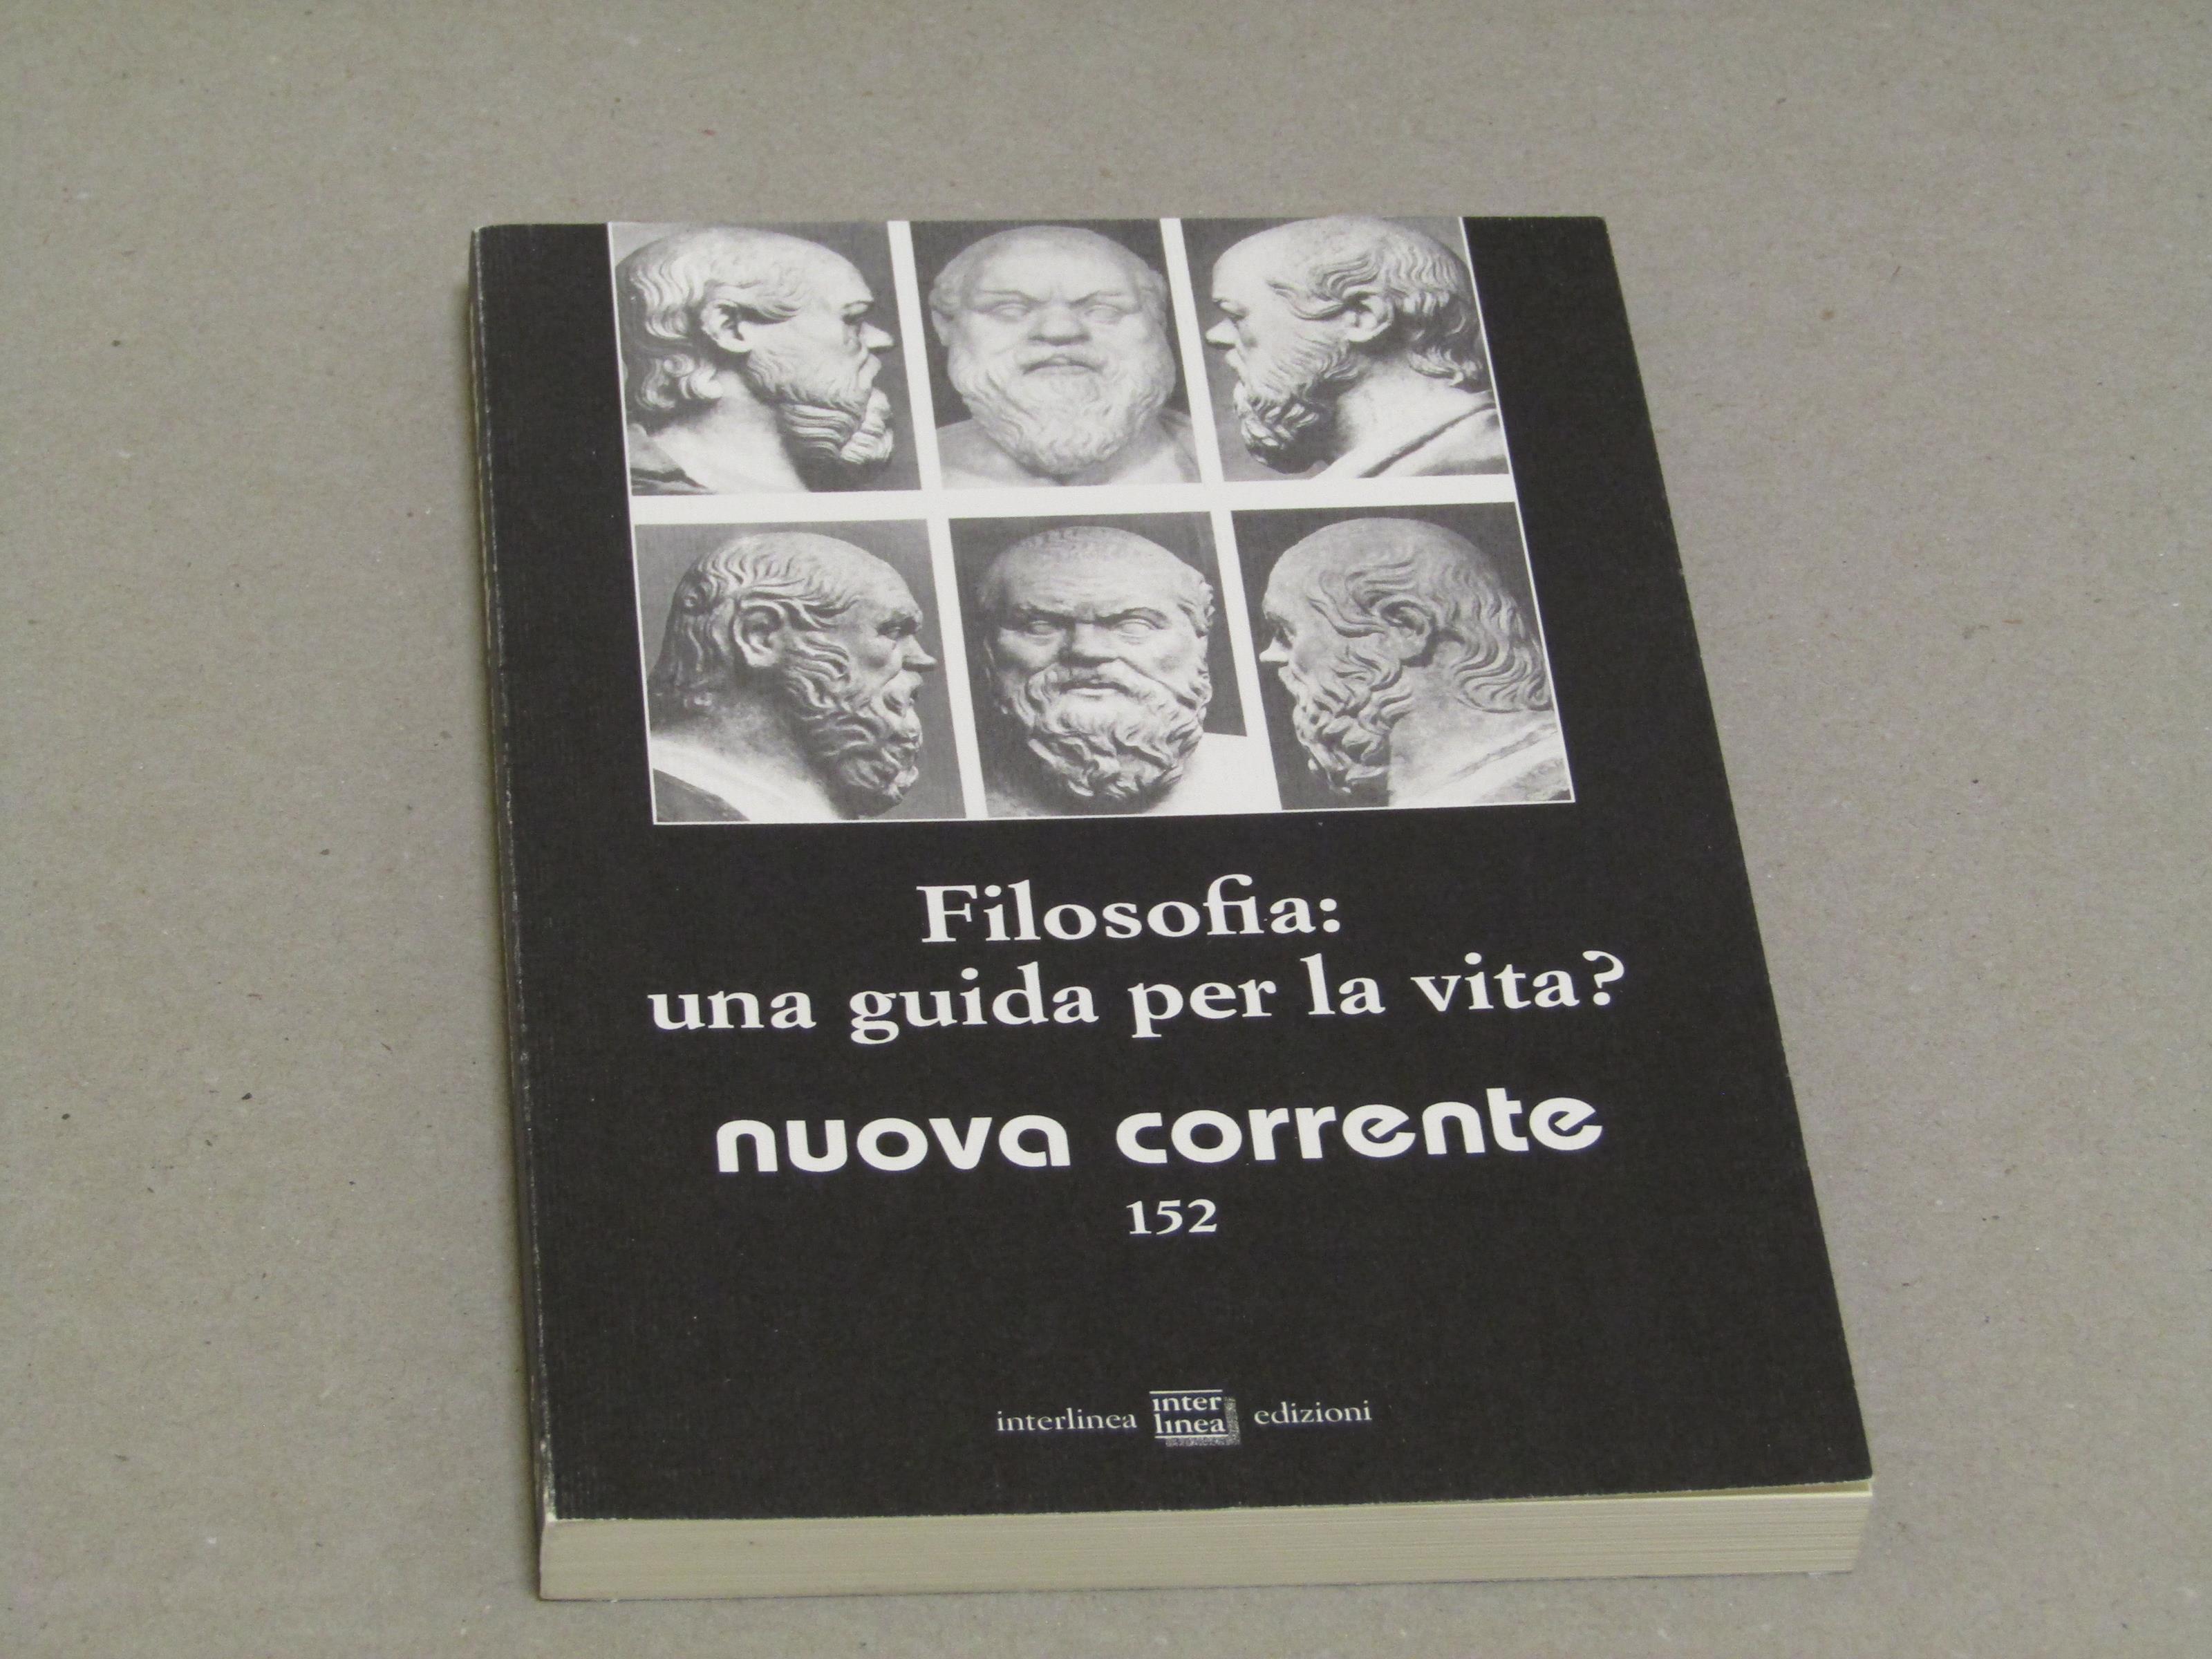 Filosofia:
una guida per la vita?
nuova corrente
152
interlinea inter linea edizioni